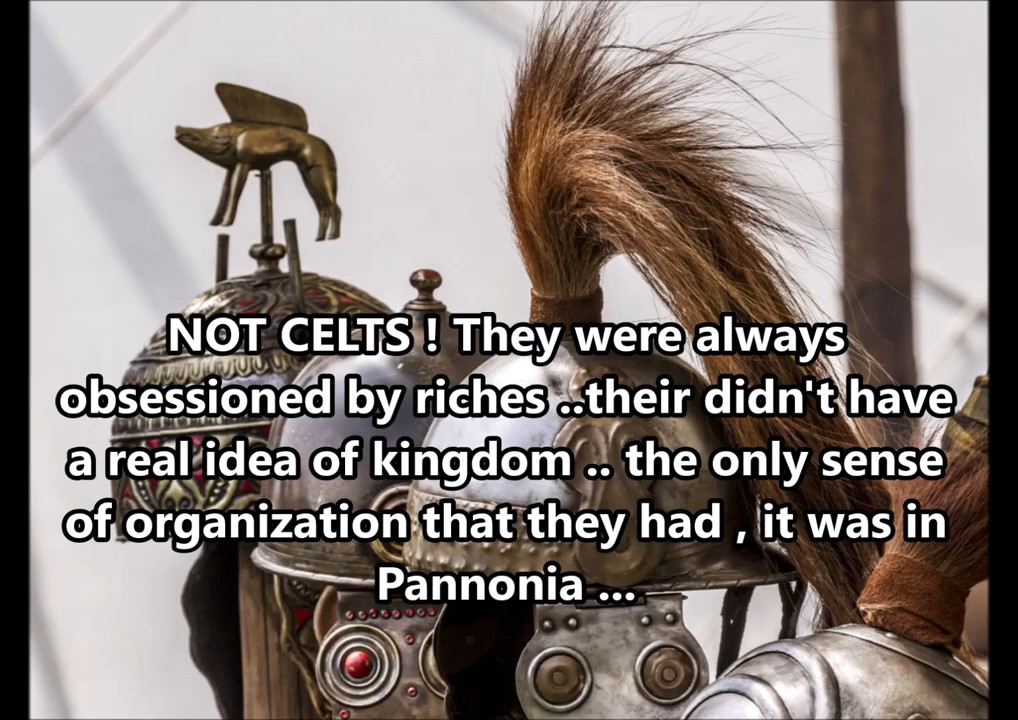 NOT CELTS ! They were always
obsessioned by riches ..their didn't have
a real idea of kingdom .. the only sense
of organization that they had , it was in
Pannonia ...